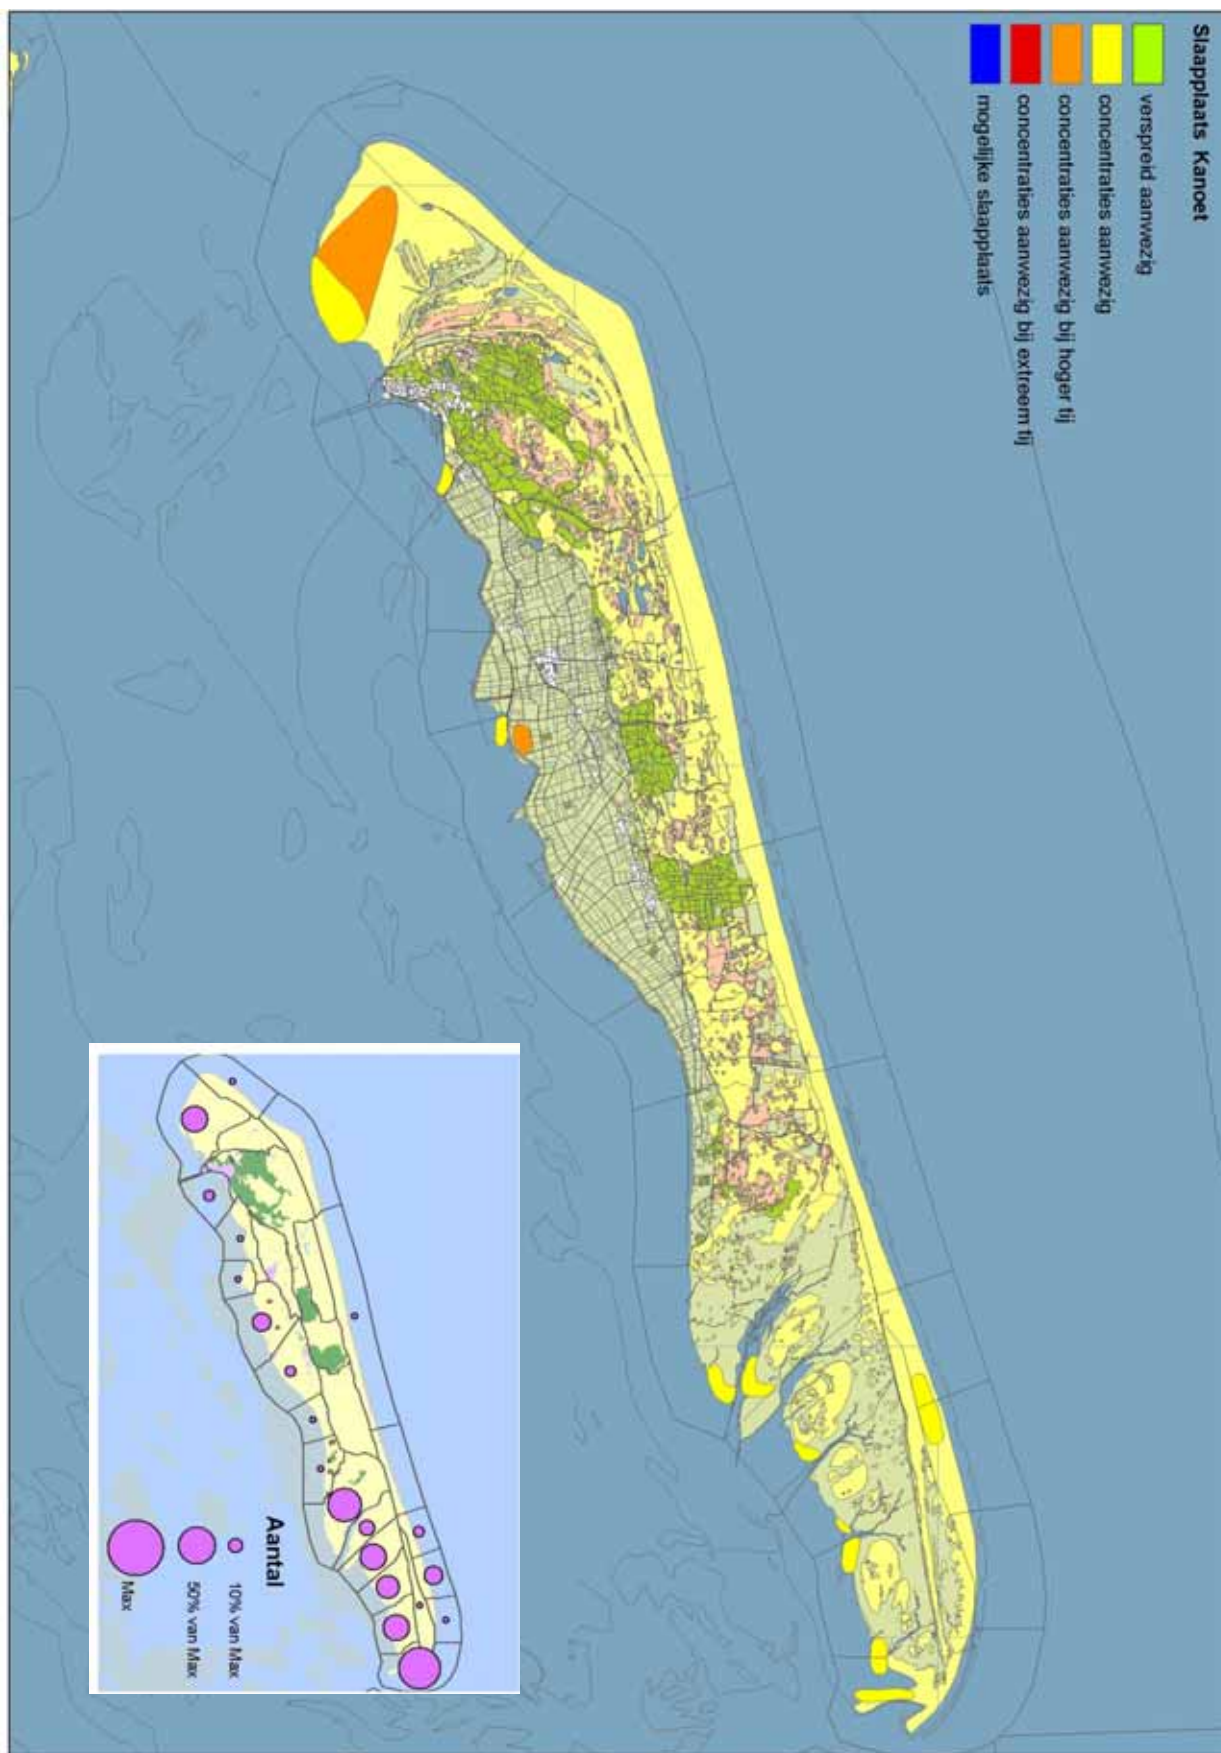 Slaapplaats Kanoet
verspreid aanwezig
concentraties aanwezig
concentraties aanwezig bij hoger tij
concentraties aanwezig bij extreem tij
mogelijke slaapplaats
Aantal
10% van Max
50% van Max
Max